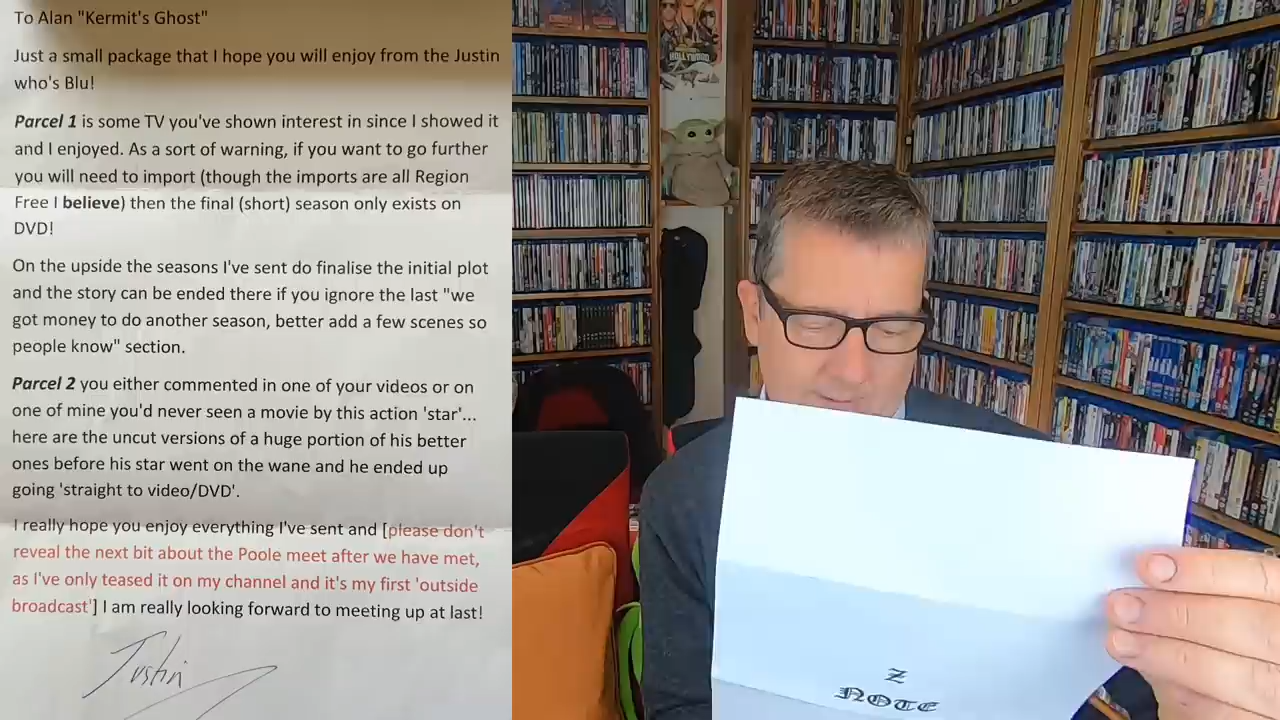 To Alan "Kermit's Ghost"
Just a small package that I hope you will enjoy from the Justin
who's Blu!
Parcel 1 is some TV you've shown interest in since I showed it
and I enjoyed. As a sort of warning, if you want to go further
you will need to import (though the imports are all Region
Free I believe) then the final (short) season only exists on
DVD!
On the upside the seasons I've sent do finalise the initial plot
and the story can be ended there if you ignore the last "we
got money to do another season, better add a few scenes so
people know" section.
Parcel 2 you either commented in one of your videos or on
one of mine you'd never seen a movie by this action 'star'...
here are the uncut versions of a huge portion of his better
ones before his star went on the wane and he ended up
going 'straight to video/DVD'.
I really hope you enjoy everything I've sent and [please don't
reveal the next bit about the Poole meet after we have met,
as I've only teased it on my channel and it's my first 'outside
broadcast'] I am really looking forward to meeting up at last!
Justin
HOLLYWOOD
Z
NOTE